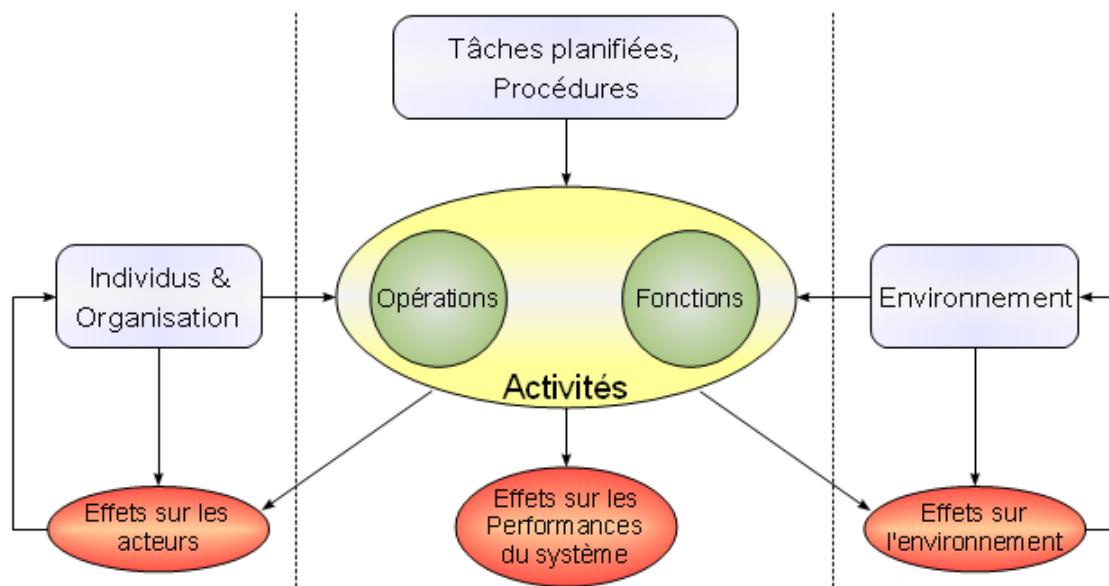 Tâches planifiées,
Procédures
Individus &
Organisation
Opérations
Fonctions
Environnement
Activités
Effets sur les
acteurs
Effets sur les
Performances
du système
Effets sur
l'environnement